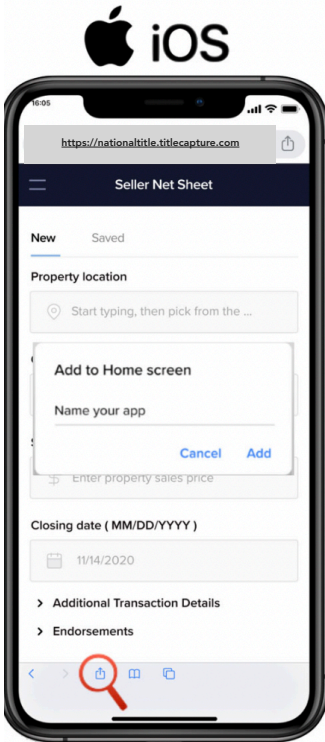 iOS
16:05
https://nationaltitle.titlecapture.com
Seller Net Sheet
New Saved
Property location
Start typing, then pick from the ...
Add to Home screen
Name your app
Cancel Add
$ Enter property sales price
Closing date ( MM/DD/YYYY )
11/14/2020
> Additional Transaction Details
> Endorsements